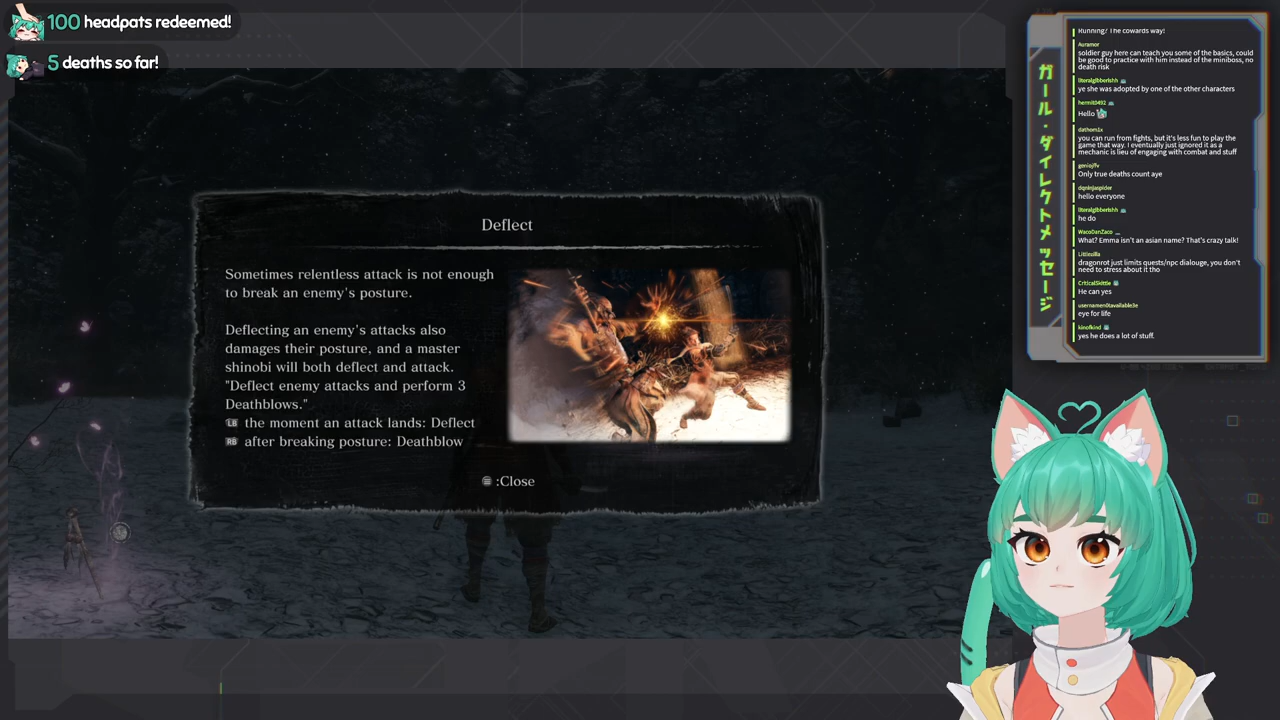 100 headpats redeemed!
5 deaths so far!
Deflect
Sometimes relentless attack is not enough
to break an enemy's posture.
Deflecting an enemy's attacks also
damages their posture, and a master
shinobi will both deflect and attack.
"Deflect enemy attacks and perform 3
Deathblows."
LB the moment an attack lands: Deflect
RB after breaking posture: Deathblow
:Close
ガール・ダイレクトメッセージ
Running? The cowards way!
Auramor
soldier guy here can teach you some of the basics, could
be good to practice with him instead of the miniboss, no
death risk
literalgibberishh
ye she was adopted by one of the other characters
hermit0492
Hello
dathom1x
you can run from fights, but it's less fun to play the
game that way. I eventually just ignored it as a
mechanic is lieu of engaging with combat and stuff
Only true deaths count aye
hello everyone
literalgibberishh
he do
WacoDanZaco
What? Emma isn't an asian name? That's crazy talk!
dragonrot just limits quests/npc dialouge, you don't
need to stress about it tho
CriticalSkittle
He can yes
eye for life
kinofkind
yes he does a lot of stuff.